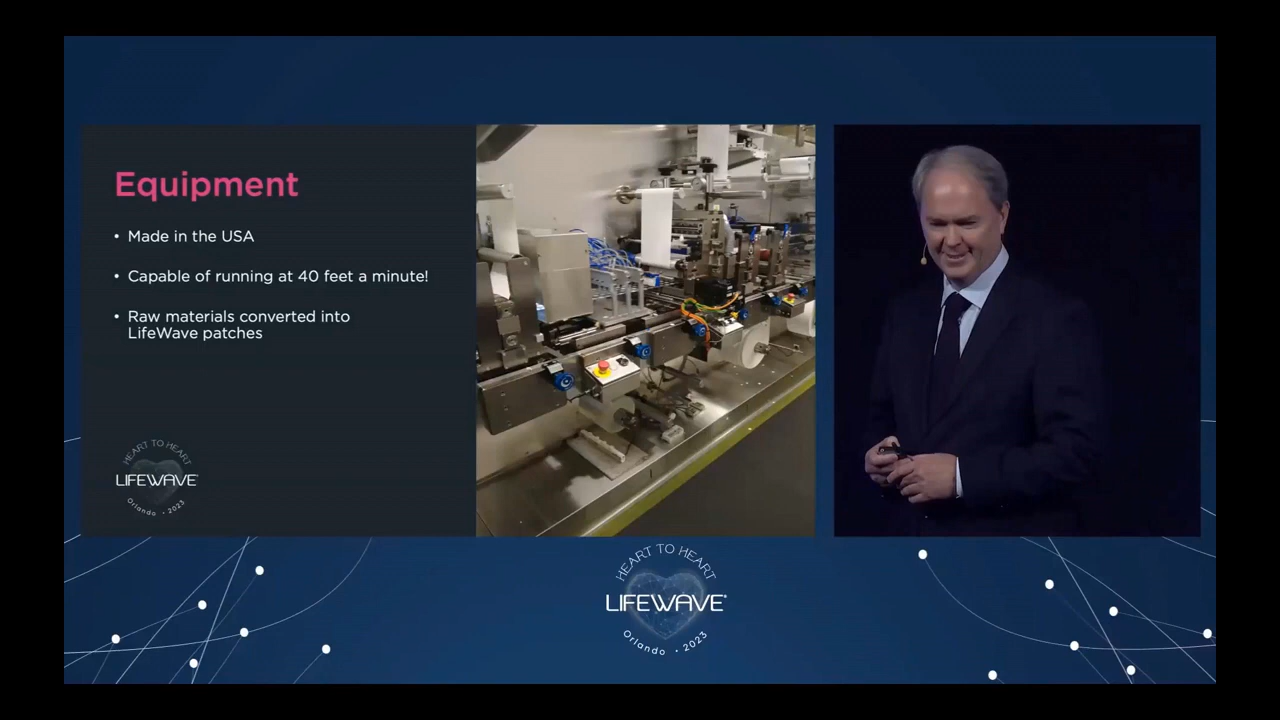 Equipment
• Made in the USA
• Capable of running at 40 feet a minute!
• Raw materials converted into
LifeWave patches
HEART TO HEART
LIFEWAVE
Orlando • 2023
HEART TO HEART
LIFEWAVE
Orlando • 2023